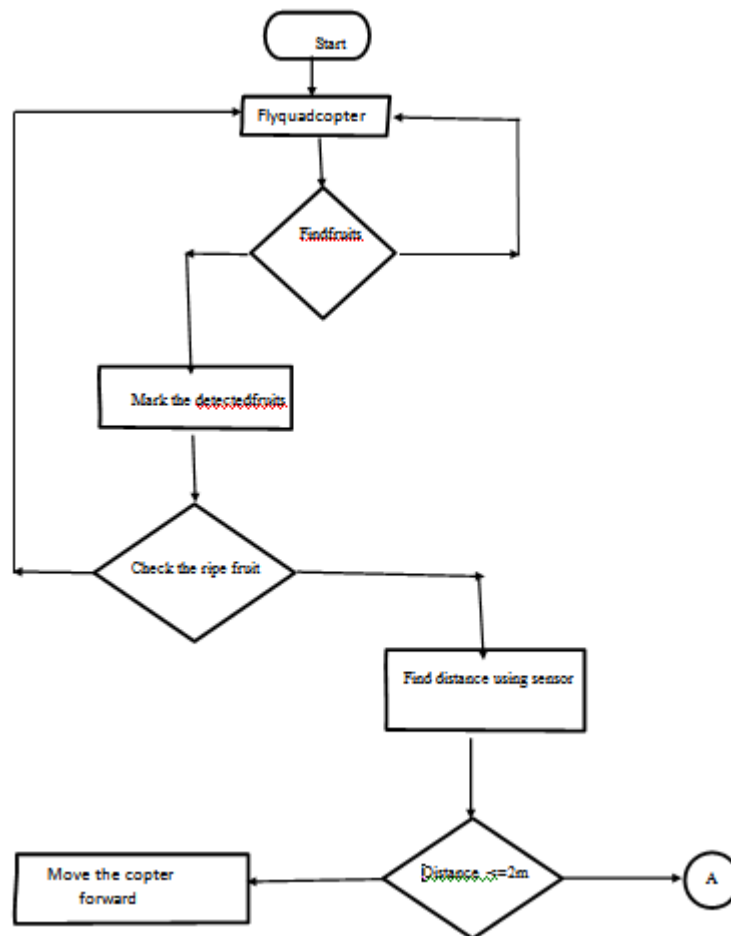 Start
Flyquadcopter
Findfruits
Mark the detectedfruits
Check the ripe fruit
Find distance using sensor
Move the copter
forward
Distance -<=2m
A